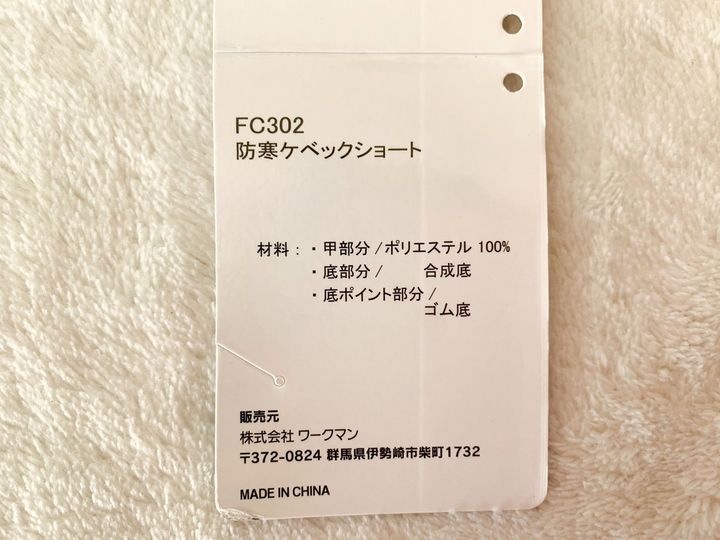 FC302
防寒ケベックショート
材料：・甲部分 /ポリエステル 100%
・底部分 / 合成底
・底ポイント部分 /
ゴム底
販売元
株式会社 ワークマン
〒372-0824 群馬県伊勢崎市柴町1732
MADE IN CHINA